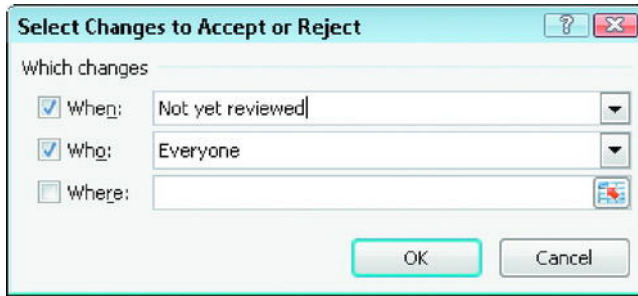 Select Changes to Accept or Reject
Which changes
When: Not yet reviewed
Who: Everyone
Where:
OK Cancel